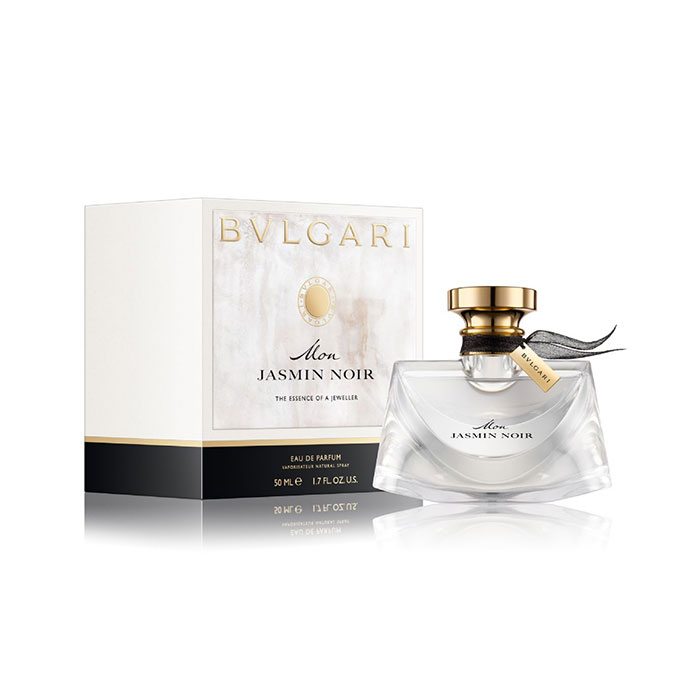 BVLGARI
BVLGARI
Mon
JASMIN NOIR
THE ESSENCE OF A JEWELLER
EAU DE PARFUM
VAPORISATEUR NATURAL SPRAY
50 ML ℮ 1.7 FL. OZ. U.S.
BVLGARI
Mon
JASMIN NOIR